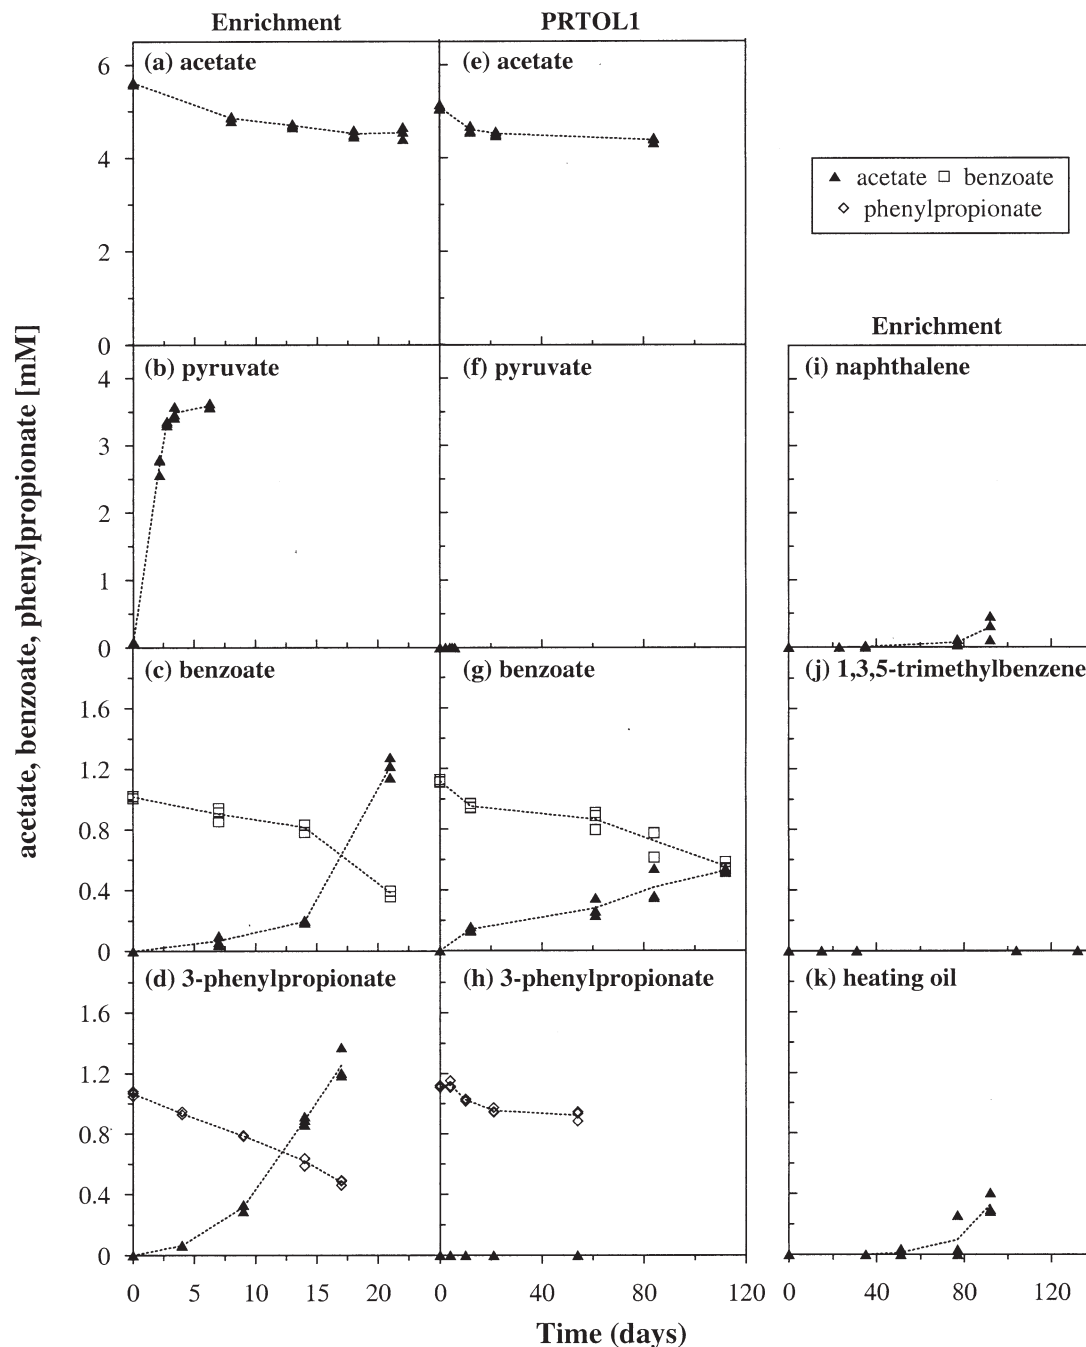 Enrichment
PRTOL1
(a) acetate
(e) acetate
6
4
2
0
▲ acetate □ benzoate
◇ phenylpropionate
acetate, benzoate, phenylpropionate [mM]
Enrichment
(b) pyruvate
(f) pyruvate
(i) naphthalene
4
3
2
1
0
(c) benzoate
(g) benzoate
(j) 1,3,5-trimethylbenzene
1.6
1.2
0.8
0.4
0
(d) 3-phenylpropionate
(h) 3-phenylpropionate
(k) heating oil
1.6
1.2
0.8
0.4
0
0 5 10 15 20 0 40 80 120 0 40 80 120
Time (days)